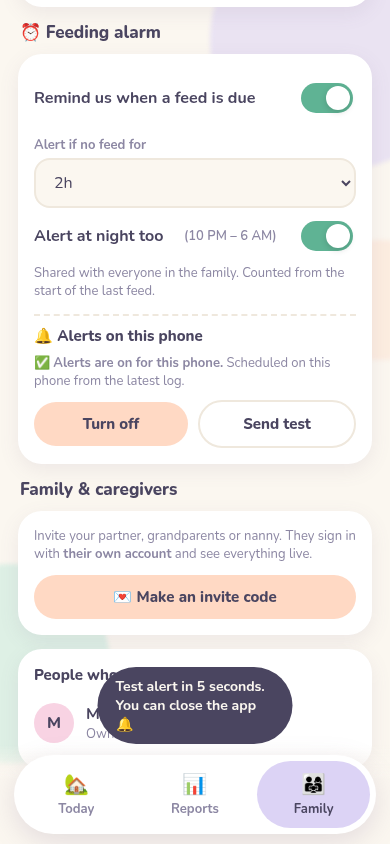 ⏰ Feeding alarm
Remind us when a feed is due
Alert if no feed for
2h
Alert at night too (10 PM – 6 AM)
Shared with everyone in the family. Counted from the
start of the last feed.
🔔 Alerts on this phone
✅ Alerts are on for this phone. Scheduled on this
phone from the latest log.
Turn off Send test
Family & caregivers
Invite your partner, grandparents or nanny. They sign in
with their own account and see everything live.
💌 Make an invite code
People
M
Test alert in 5 seconds.
You can close the app
🔔
Today Reports Family